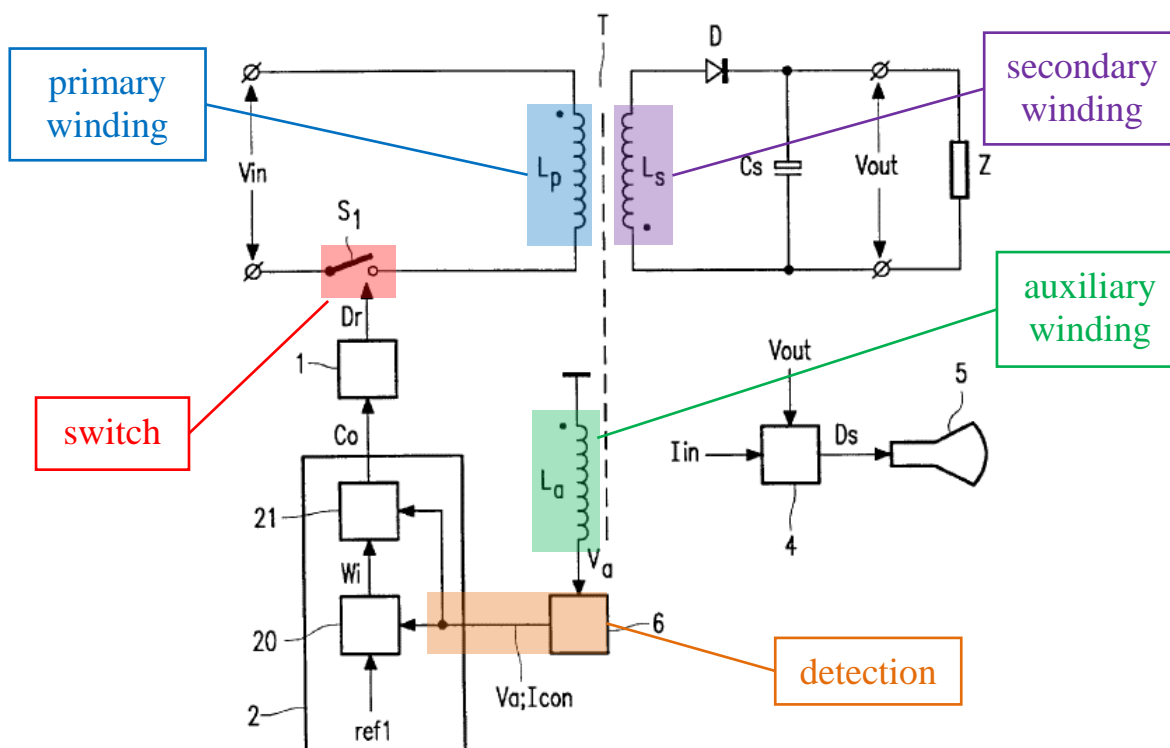 T
D
primary
winding
secondary
winding
Vin
Lp
Ls
Cs
Vout
Z
S1
Dr
auxiliary
winding
1
Vout
5
switch
Co
Iin
Ds
La
21
4
Va
Wi
20
6
detection
Va;Icon
2
ref1